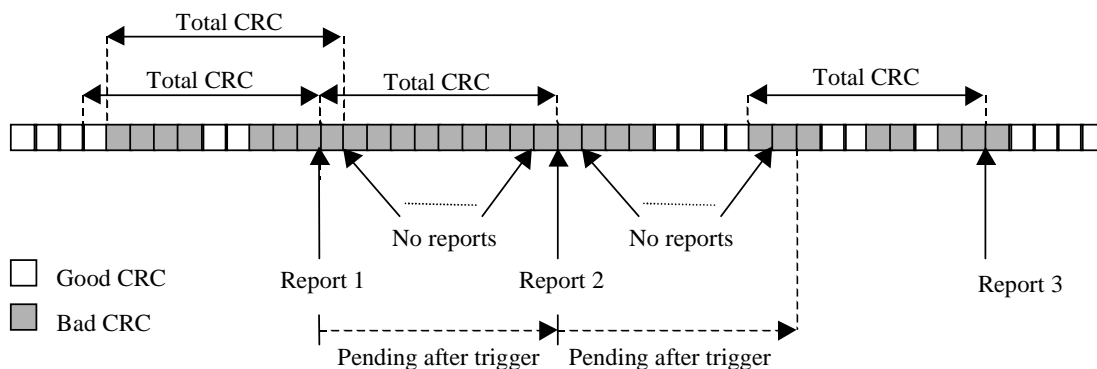 Total CRC
Total CRC
Total CRC
Total CRC
No reports
No reports
Good CRC
Report 1
Report 2
Report 3
Bad CRC
Pending after trigger
Pending after trigger